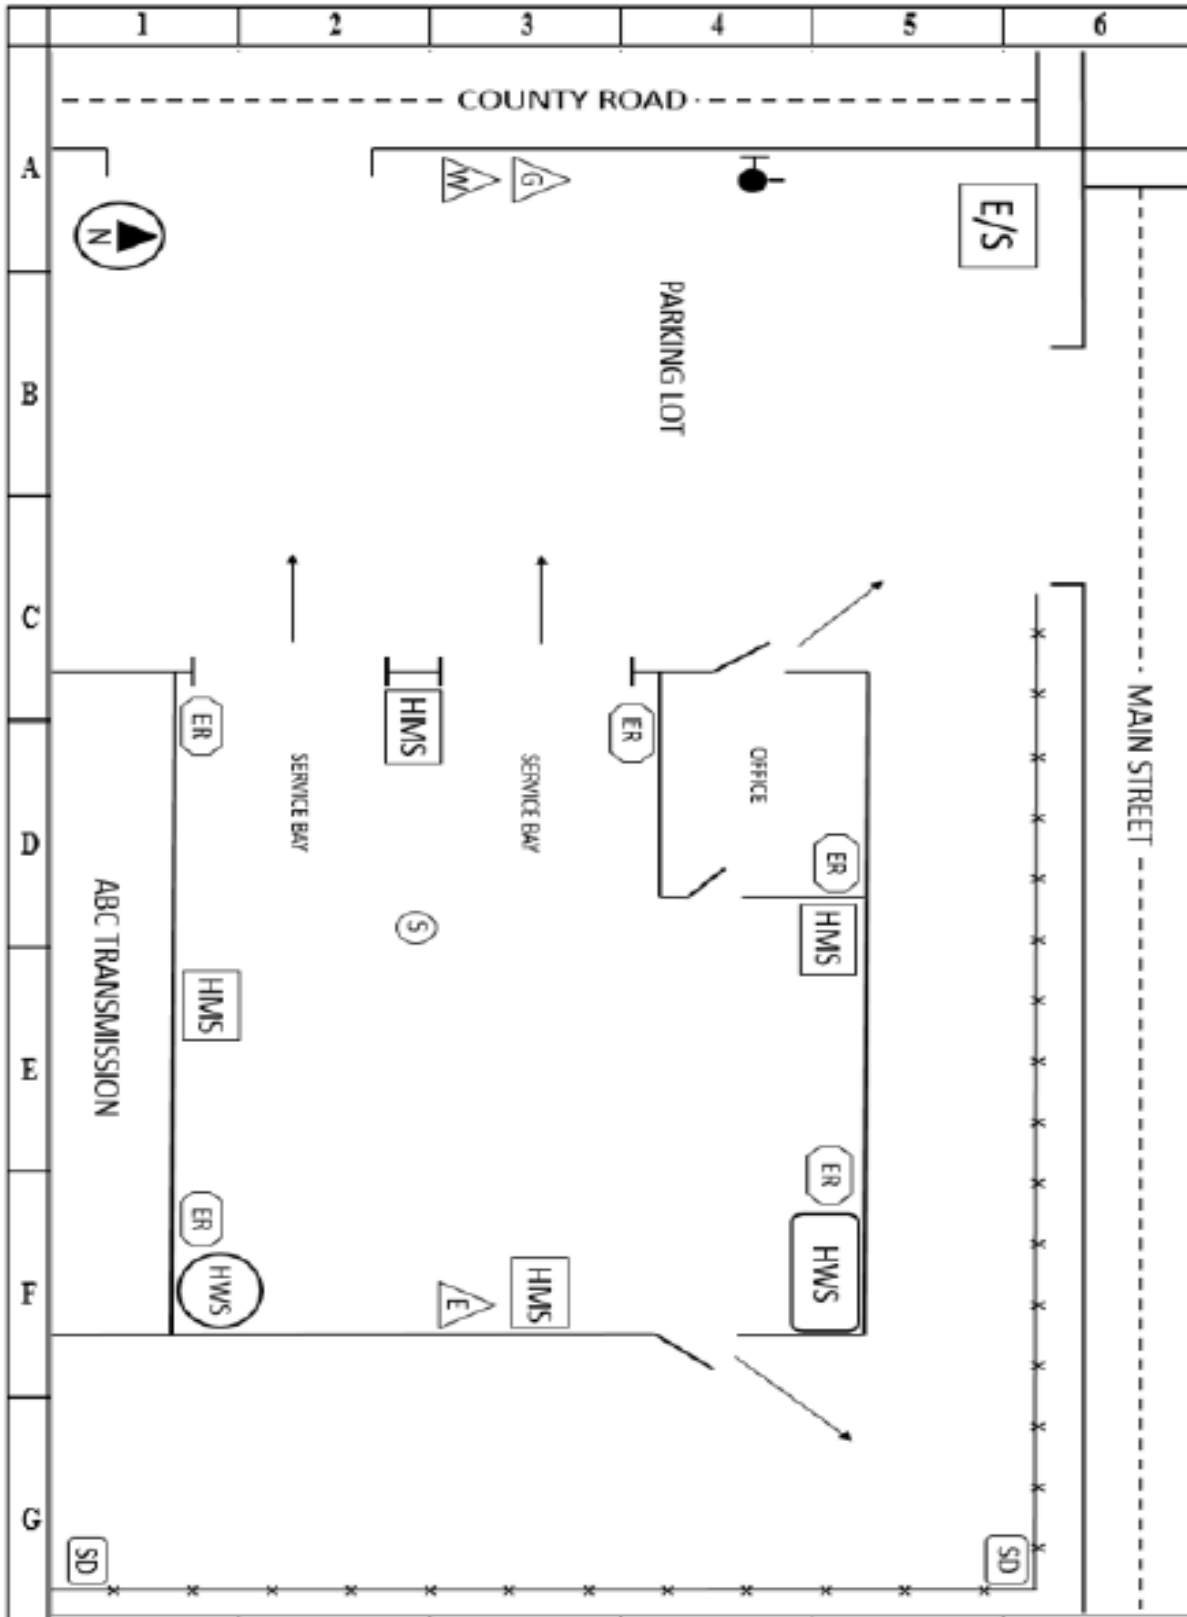 1 2 3 4 5 6
COUNTY ROAD
A
W G
E/S
N
PARKING LOT
B
C
HMS
ER
ER
SERVICE BAY
SERVICE BAY
OFFICE
MAIN STREET
D
ER
ABC TRANSMISSION
S
HMS
HMS
E
ER
ER
HWS
HWS
F
E
HMS
G
SD
SD